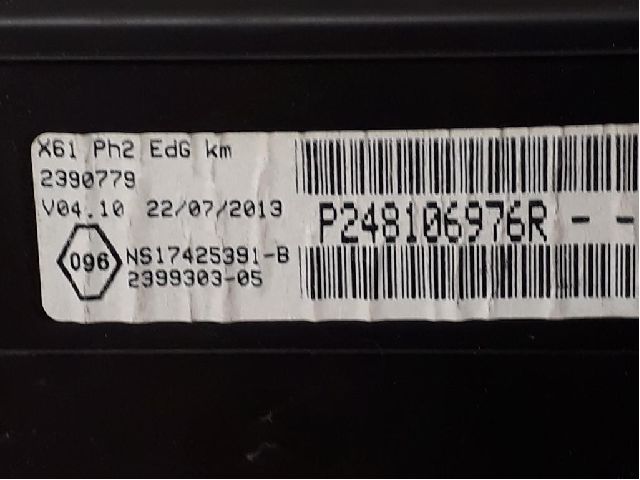 X61 Ph2 EdG km
2390779
V04.10 22/07/2013
096
NS17425391-B
2399303-05
P248106976R - -